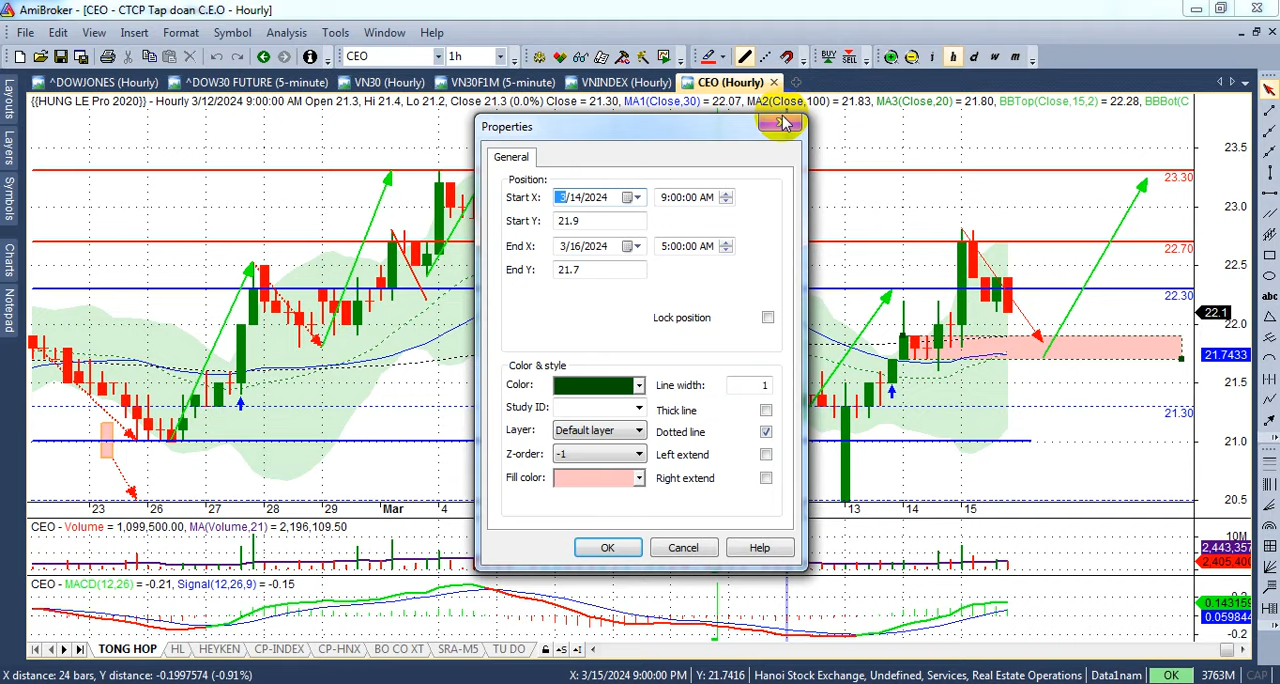 AmiBroker - [CEO - CTCP Tap doan C.E.O - Hourly]
File Edit View Insert Format Symbol Analysis Tools Window Help
CEO 1h BUY SELL i h d w m
^DOWJONES (Hourly) ^DOW30 FUTURE (5-minute) VN30 (Hourly) VN30F1M (5-minute) VNINDEX (Hourly) CEO (Hourly)
{{HUNG LE Pro 2020}} - Hourly 3/12/2024 9:00:00 AM Open 21.3, Hi 21.4, Lo 21.2, Close 21.3 (0.0%) Close = 21.30, MA1(Close,30) = 22.07, MA2(Close,100) = 21.83, MA3(Close,20) = 21.80, BBTop(Close,15,2) = 22.28, BBBot(C
Layouts
Layers
Symbols
Charts
Notepad
Properties
General
Position:
Start X: 3/14/2024 9:00:00 AM
Start Y: 21.9
End X: 3/16/2024 5:00:00 AM
End Y: 21.7
Lock position
Color & style
Color: Line width: 1
Study ID: Thick line
Layer: Default layer Dotted line
Z-order: -1 Left extend
Fill color: Right extend
OK Cancel Help
23.5
23.30
23.0
22.70
22.5
22.30
22.1
22.0
21.7433
21.5
21.30
21.0
20.5
abc
23 26 27 28 Mar 4 13 14 15
CEO - Volume = 1,099,500.00, MA(Volume,21) = 2,196,109.50
10M
2,443,357
2,405,400
CEO - MACD(12,26) = -0.21, Signal(12,26,9) = -0.15
0.143159
0.059884
-0.2
TONG HOP HL HEYKEN CP-INDEX CP-HNX BO CO XT SRA-M5 TU DO
X distance: 24 bars, Y distance: -0.1997574 (-0.91%) X: 3/15/2024 9:00:00 PM Y: 21.7416 Hanoi Stock Exchange, Undefined, Services, Real Estate Operations Data1nam OK 3763M CAP